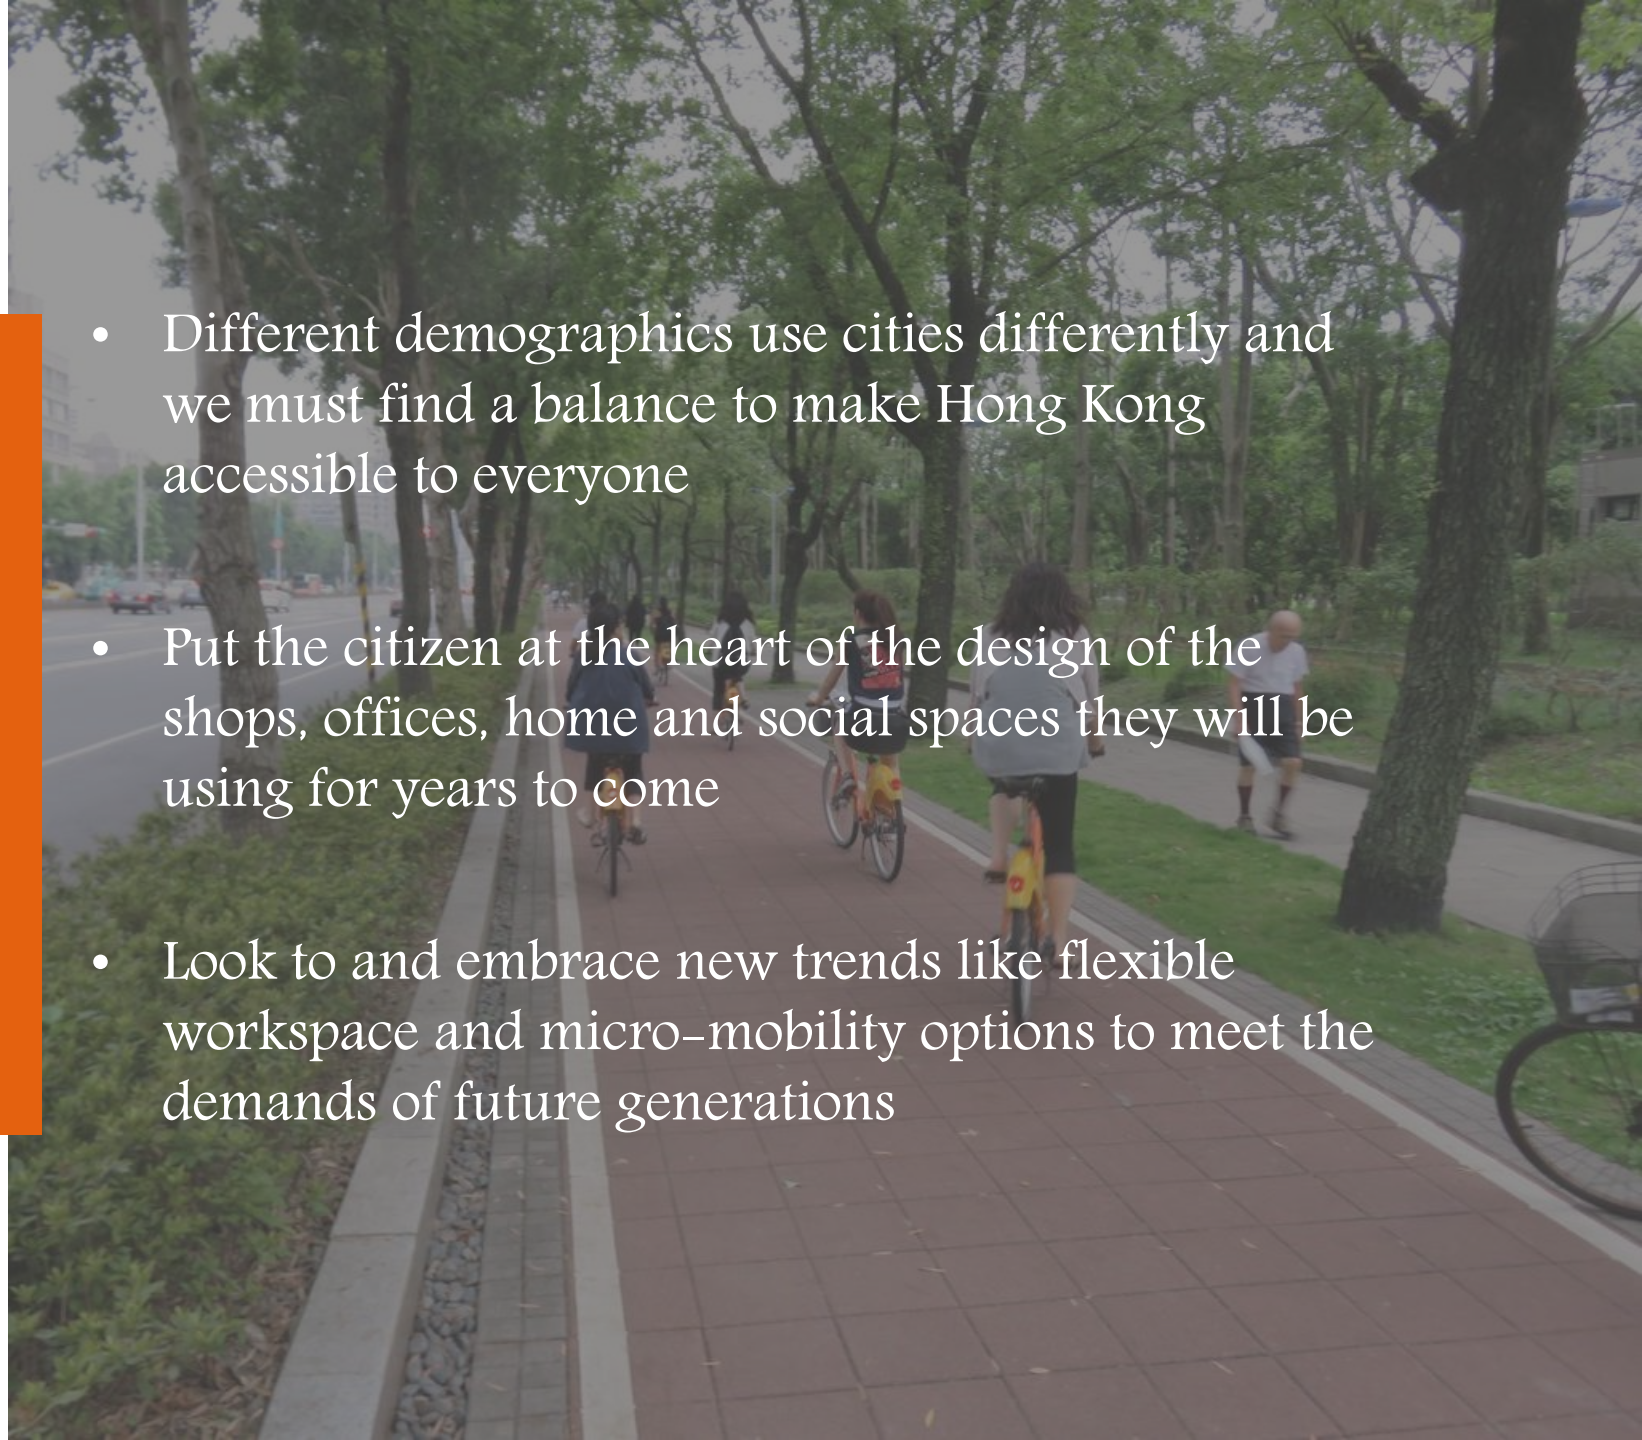 • Different demographics use cities differently and
we must find a balance to make Hong Kong
accessible to everyone
• Put the citizen at the heart of the design of the
shops, offices, home and social spaces they will be
using for years to come
• Look to and embrace new trends like flexible
workspace and micro-mobility options to meet the
demands of future generations